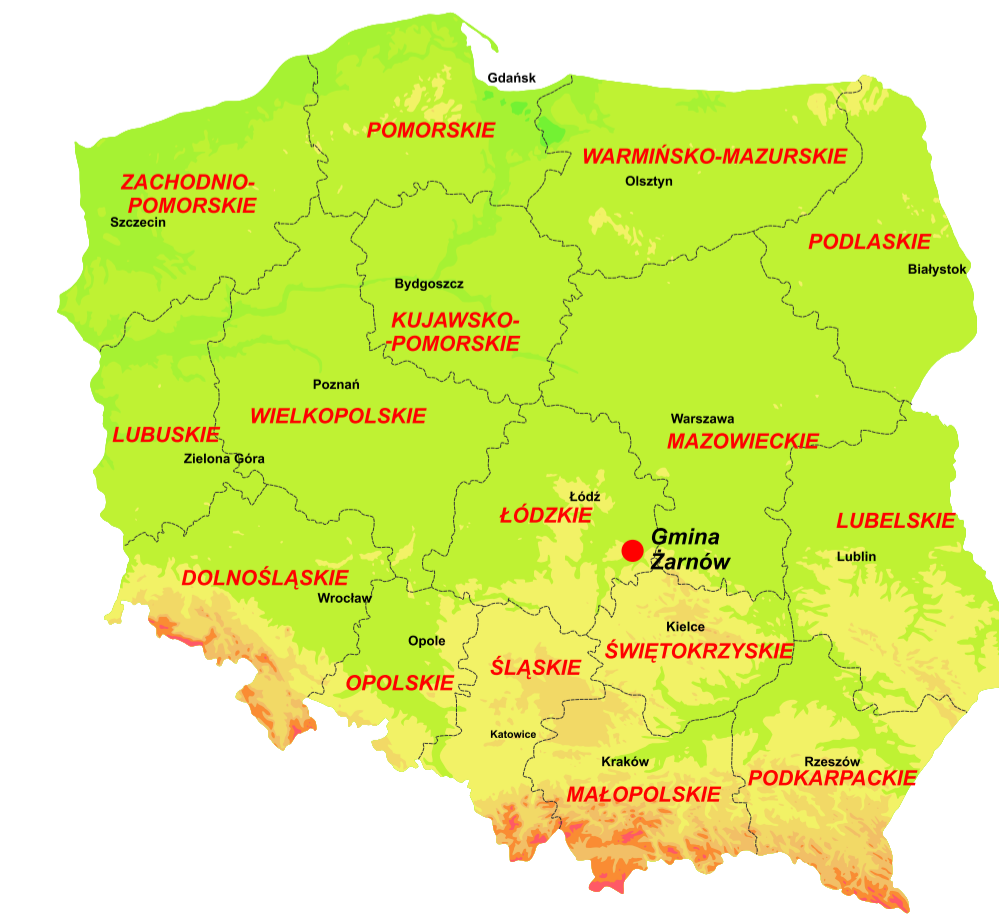 Gdańsk
POMORSKIE
WARMIŃSKO-MAZURSKIE
Olsztyn
ZACHODNIO-
POMORSKIE
Szczecin
PODLASKIE
Białystok
Bydgoszcz
KUJAWSKO-
-POMORSKIE
Poznań
WIELKOPOLSKIE
LUBUSKIE
Zielona Góra
Warszawa
MAZOWIECKIE
Łódź
ŁÓDZKIE
LUBELSKIE
Lublin
Gmina
Żarnów
DOLNOŚLĄSKIE
Wrocław
Opole
OPOLSKIE
ŚLĄSKIE
Katowice
Kielce
ŚWIĘTOKRZYSKIE
Kraków
MAŁOPOLSKIE
Rzeszów
PODKARPACKIE